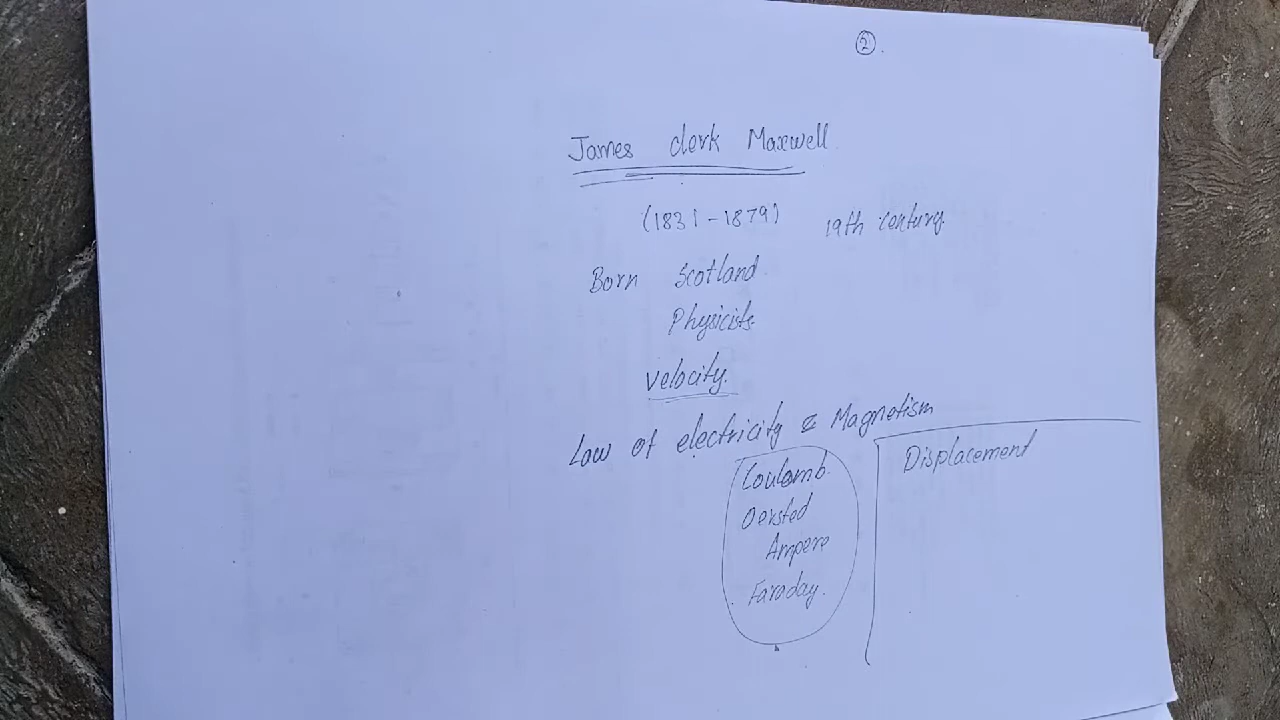 2
James clerk Maxwell
(1831-1879) 19th century
Born Scotland
Physicists
Velocity.
Law of electricity & Magnetism
Displacement
Coulomb
Oersted
Ampere
Faraday.